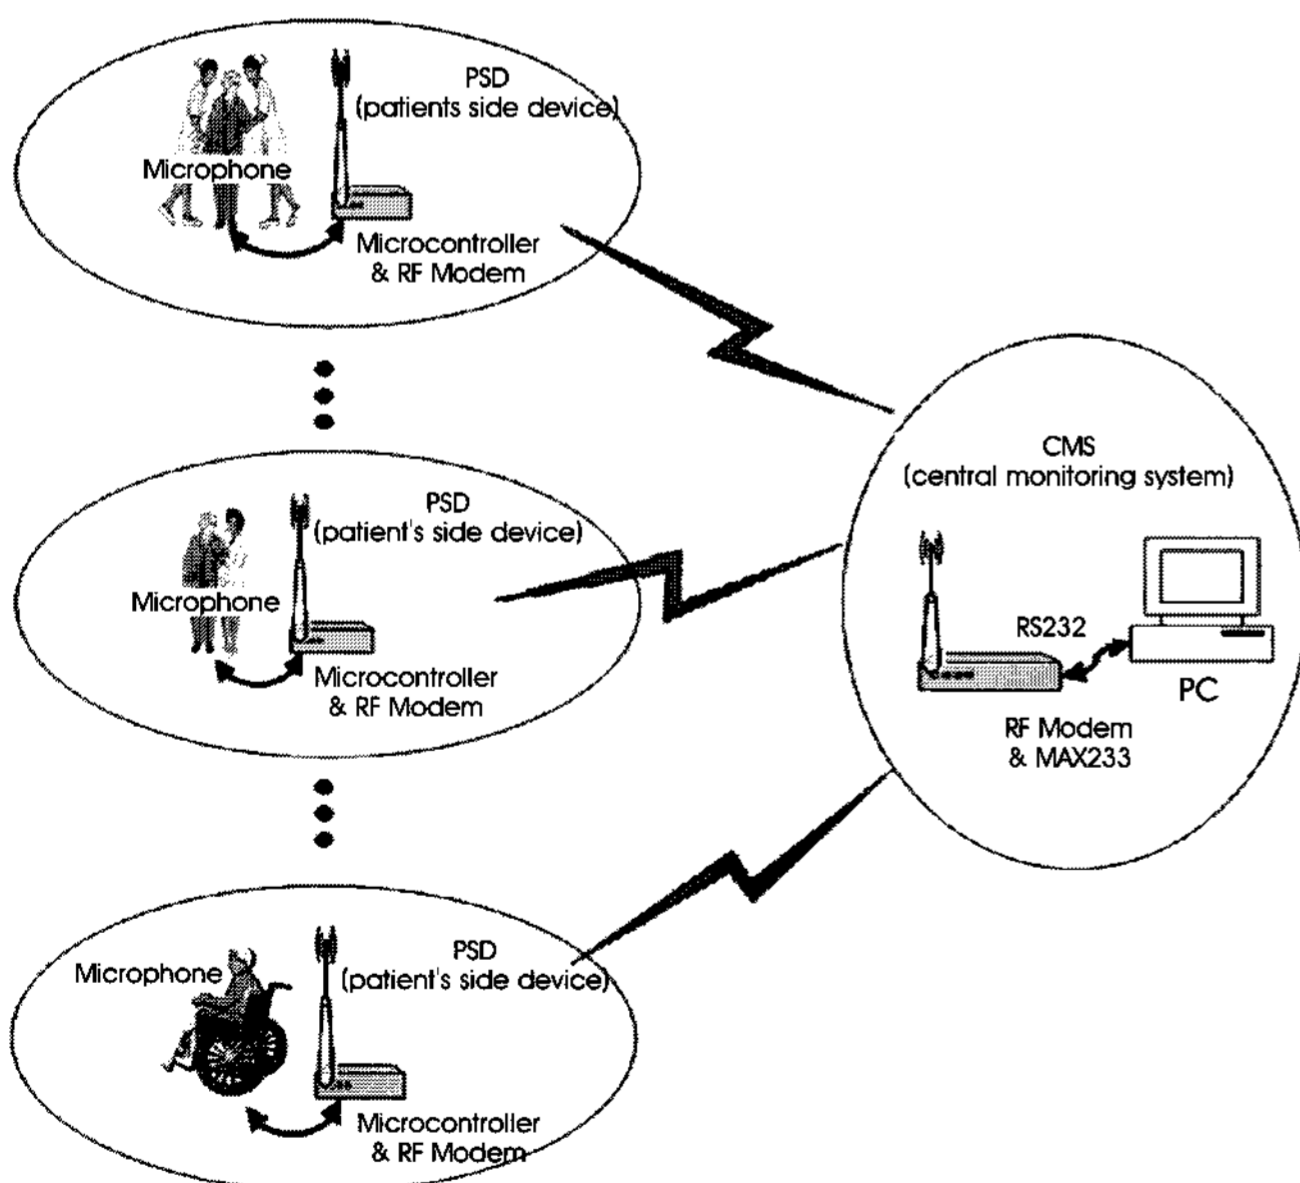 PSD
(patients side device)
Microphone
Microcontroller
& RF Modem
PSD
(patient's side device)
Microphone
Microcontroller
& RF Modem
PSD
(patient's side device)
Microphone
Microcontroller
& RF Modem
CMS
(central monitoring system)
RS232
PC
RF Modem
& MAX233